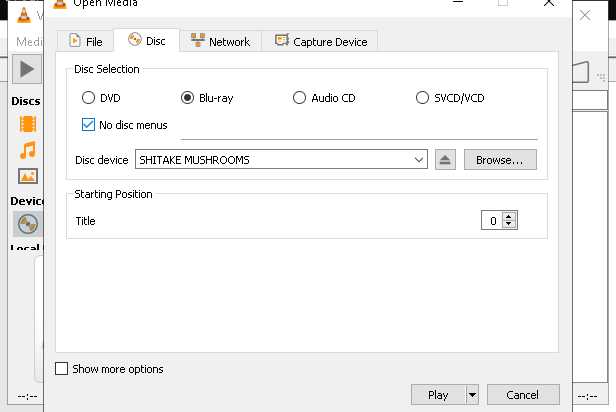 Open Media
Medi
File
Disc
Network
Capture Device
Disc Selection
Discs
DVD
Blu-ray
Audio CD
SVCD/VCD
No disc menus
Disc device
SHITAKE MUSHROOMS
Browse...
Starting Position
Device
Title
0
Local
Show more options
Play
Cancel
--:--
--:--